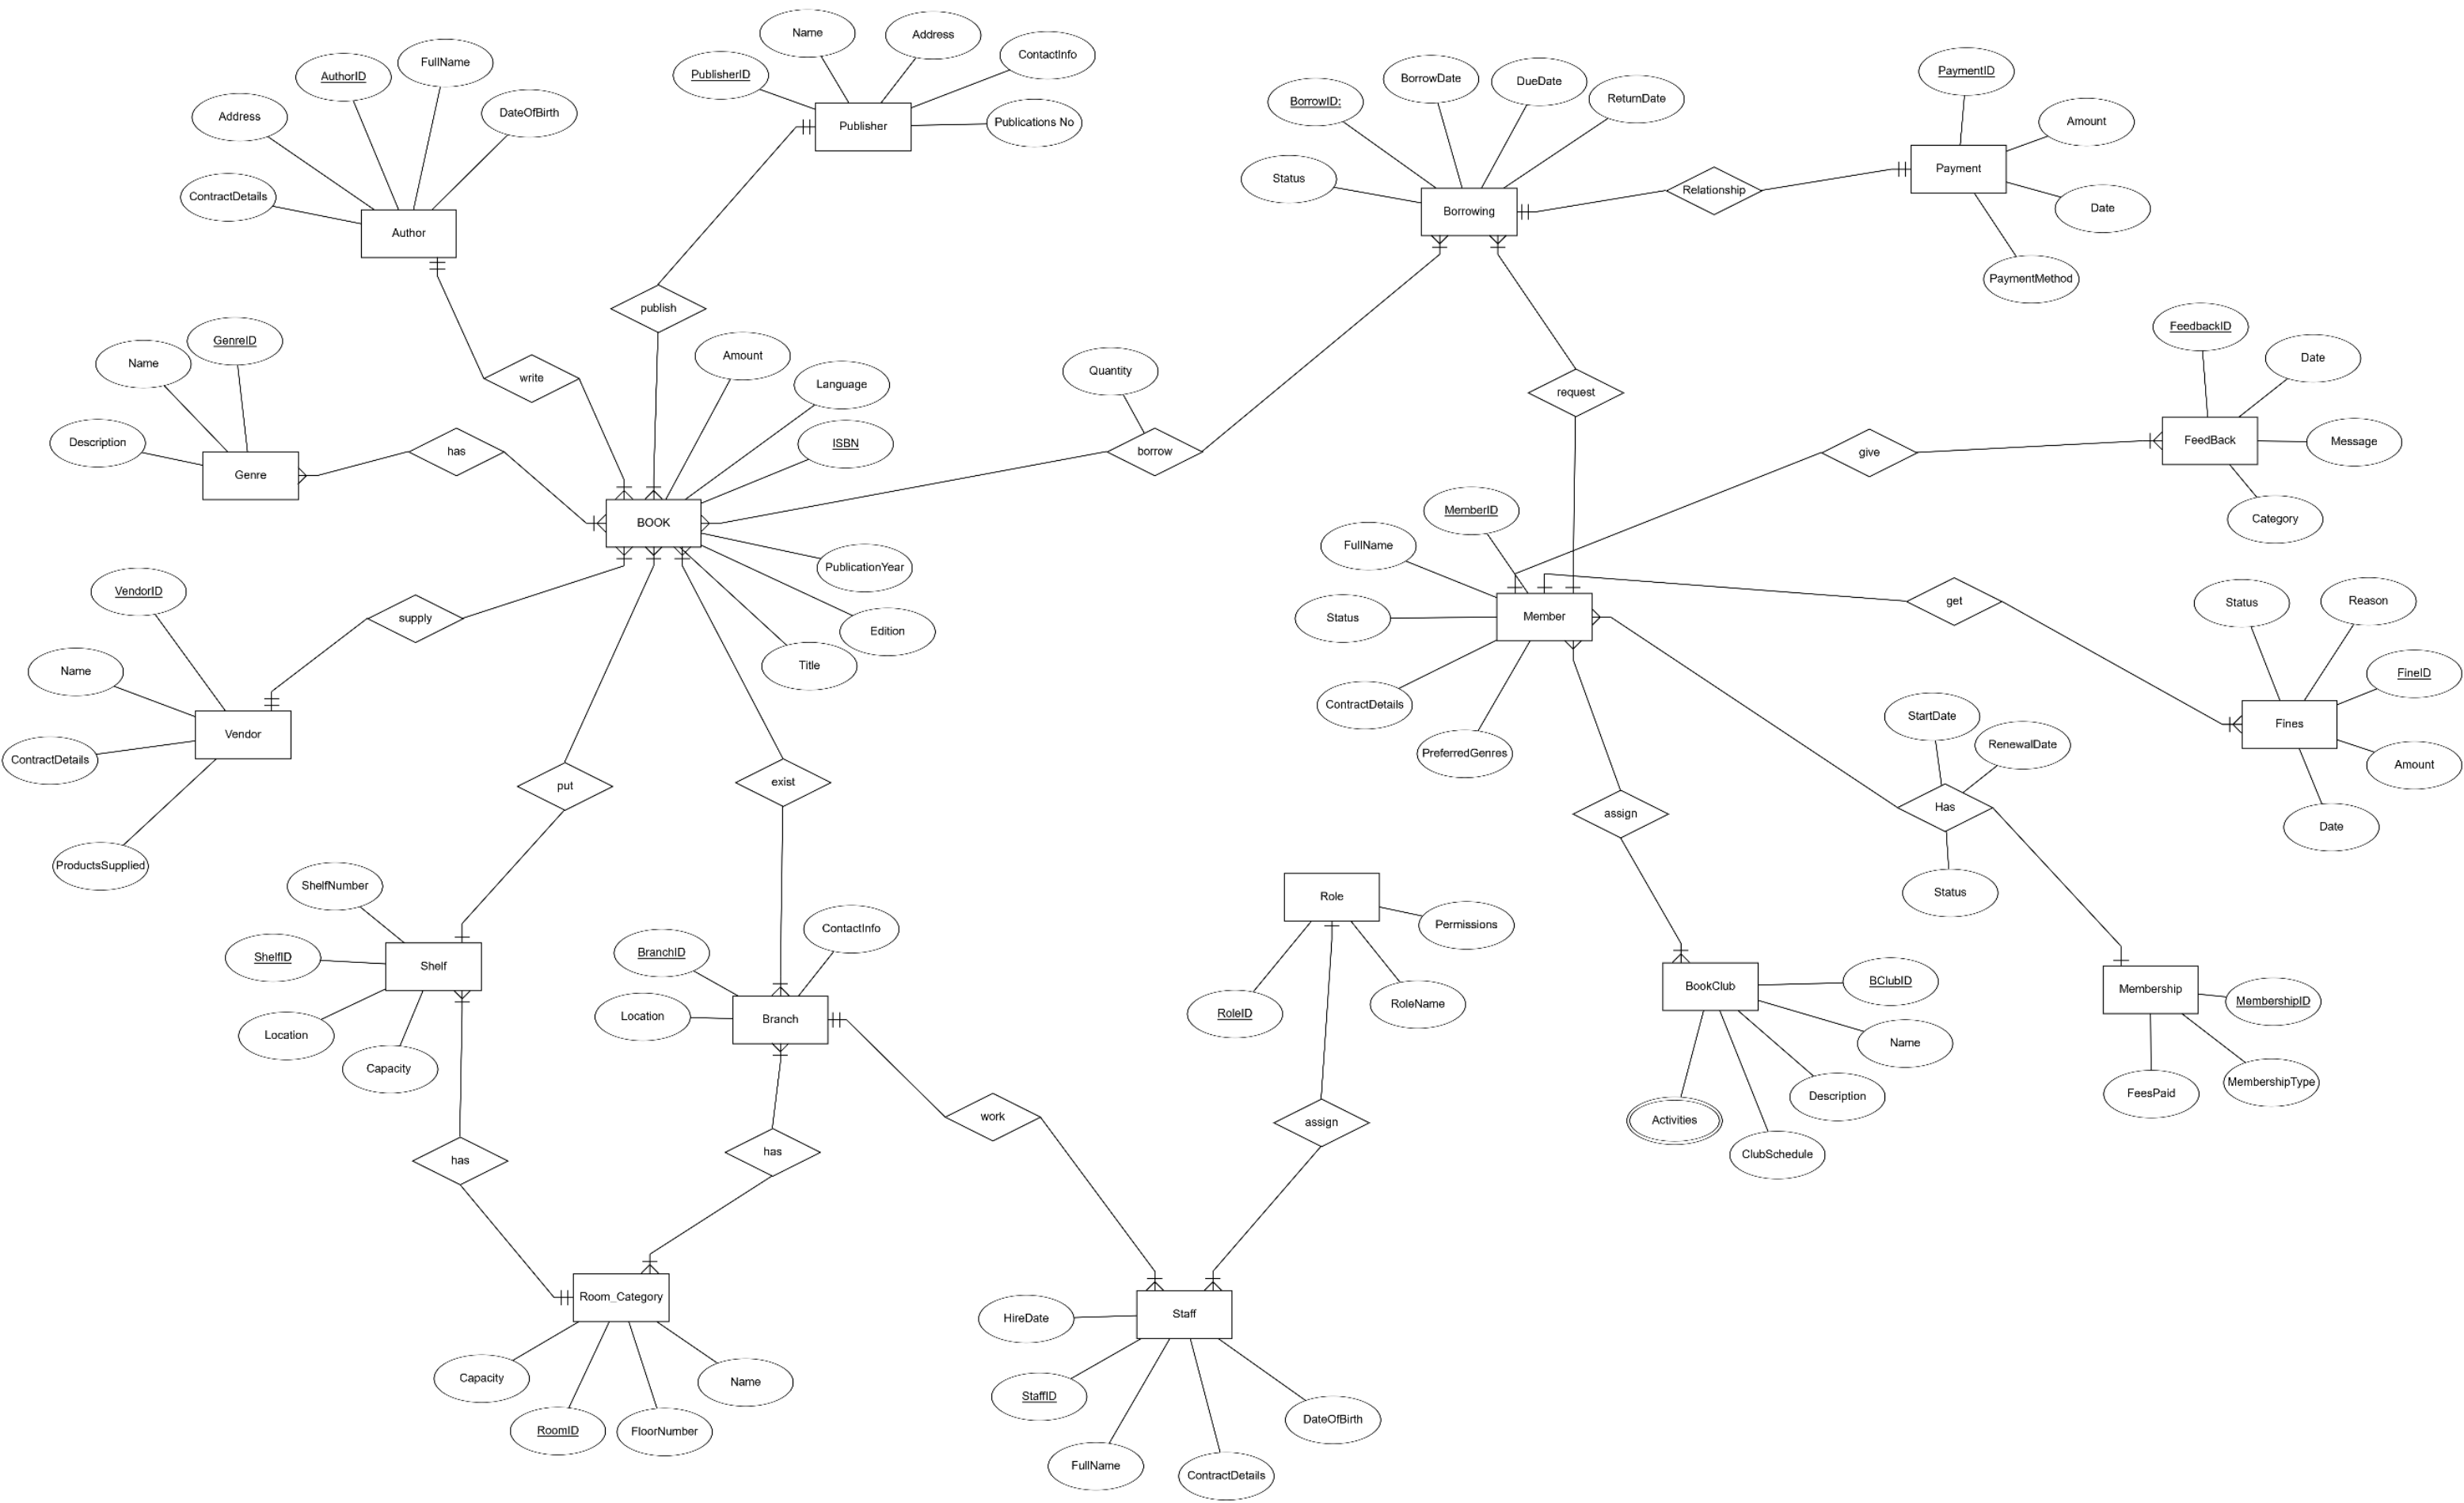 Name
Address
ContactInfo
PublisherID
Publications No
Publisher
FullName
AuthorID
DateOfBirth
Address
ContractDetails
Author
BorrowDate
DueDate
BorrowID:
ReturnDate
Status
Borrowing
Relationship
PaymentID
Amount
Payment
Date
PaymentMethod
publish
GenreID
Name
Description
Genre
has
write
Amount
Language
ISBN
BOOK
PublicationYear
Edition
Title
Quantity
borrow
request
FeedbackID
Date
FeedBack
Message
Category
give
MemberID
FullName
Status
Member
ContractDetails
PreferredGenres
get
Status
Reason
FineID
Fines
Amount
Date
VendorID
Name
Vendor
ContractDetails
ProductsSupplied
supply
put
exist
assign
StartDate
RenewalDate
Has
Status
ShelfNumber
ShelfID
Shelf
Location
Capacity
BranchID
ContactInfo
Location
Branch
Role
Permissions
RoleID
RoleName
BookClub
BClubID
Name
Description
Activities
ClubSchedule
Membership
MembershipID
MembershipType
FeesPaid
has
has
work
assign
Room_Category
Capacity
Name
RoomID
FloorNumber
Staff
HireDate
StaffID
DateOfBirth
FullName
ContractDetails